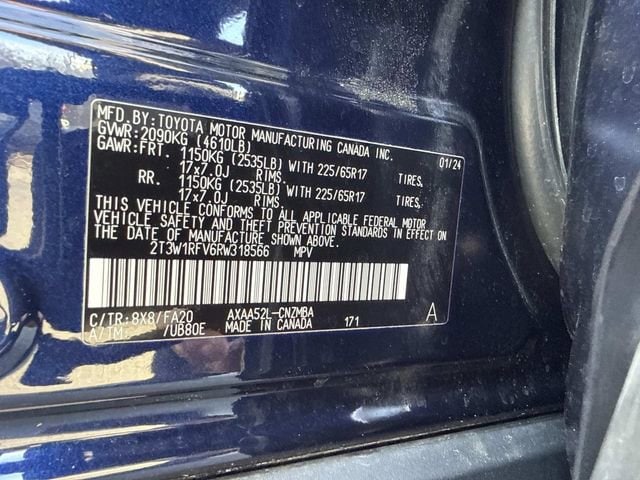 MFD.BY:TOYOTA MOTOR MANUFACTURING CANADA INC.
GVWR:2090KG (4610LB) 01/24
GAWR:FRT. 1150KG (2535LB) WITH 225/65R17 TIRES,
17x7.0J RIMS,
RR. 1150KG (2535LB) WITH 225/65R17 TIRES,
17x7.0J RIMS.
THIS VEHICLE CONFORMS TO ALL APPLICABLE FEDERAL MOTOR
VEHICLE SAFETY AND THEFT PREVENTION STANDARDS IN EFFECT ON
THE DATE OF MANUFACTURE SHOWN ABOVE.
2T3W1RFV6RW318566 MPV
C/TR:8X8/FA20 AXAA52L-CNZMBA A
A/TM: /UB80E MADE IN CANADA 171